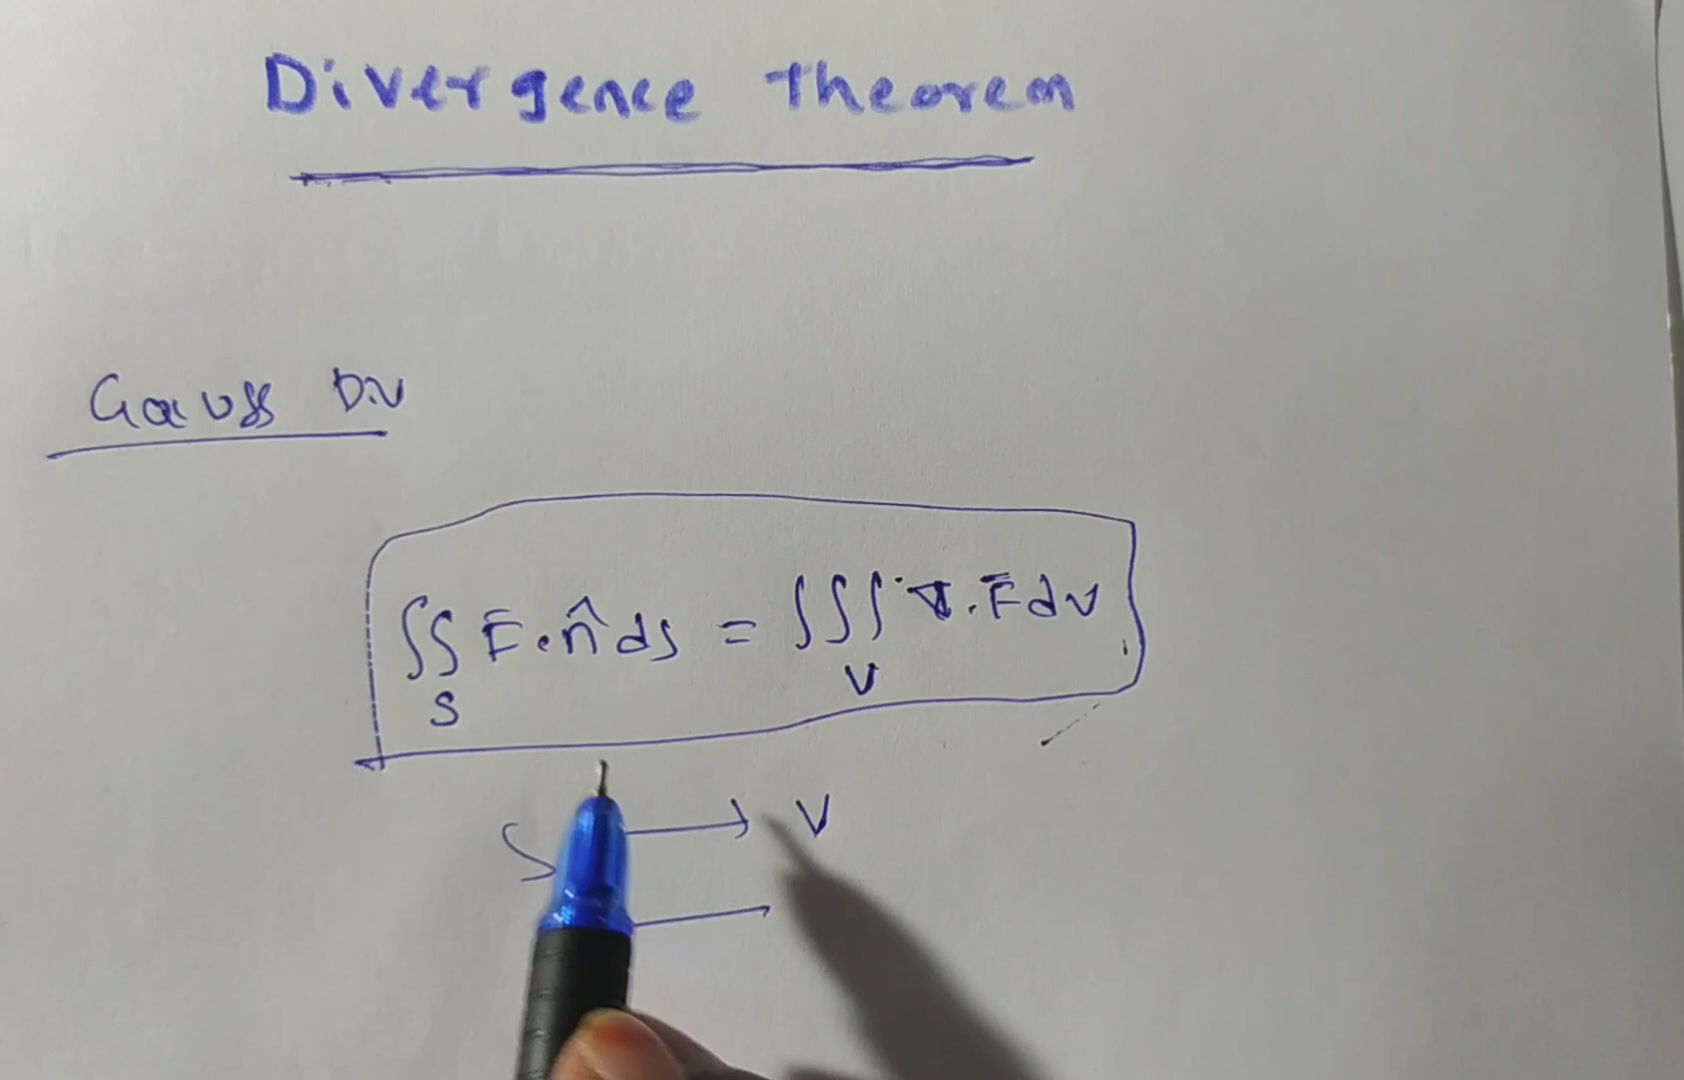 Divergence Theorem
Gauss Div
∫∫ F̄·n̂ ds = ∫∫∫ ∇·F̄ dv
S V
S → V